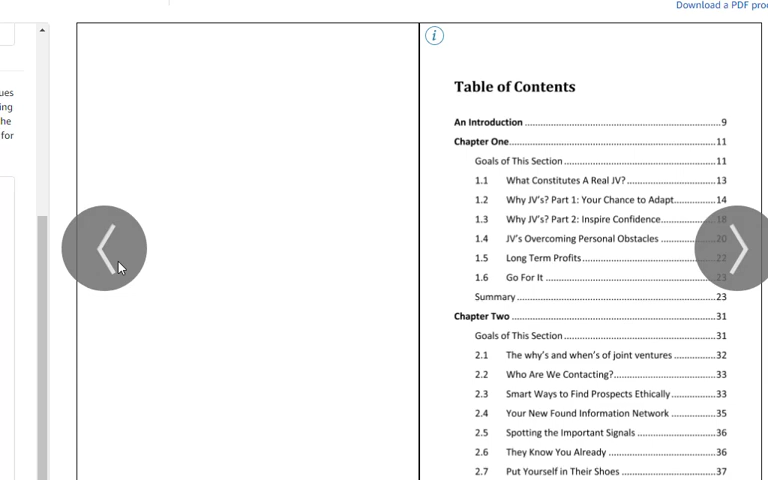 Download a PDF
ues
ing
he
for
i
Table of Contents
An Introduction ........ 9
Chapter One ........ 11
Goals of This Section ........ 11
1.1 What Constitutes A Real JV? ........ 13
1.2 Why JV's? Part 1: Your Chance to Adapt ........ 14
1.3 Why JV's? Part 2: Inspire Confidence ........ 18
1.4 JV's Overcoming Personal Obstacles ........ 20
1.5 Long Term Profits ........ 22
1.6 Go For It ........ 23
Summary ........ 23
Chapter Two ........ 31
Goals of This Section ........ 31
2.1 The why's and when's of joint ventures ........ 32
2.2 Who Are We Contacting? ........ 33
2.3 Smart Ways to Find Prospects Ethically ........ 33
2.4 Your New Found Information Network ........ 35
2.5 Spotting the Important Signals ........ 36
2.6 They Know You Already ........ 36
2.7 Put Yourself in Their Shoes ........ 37